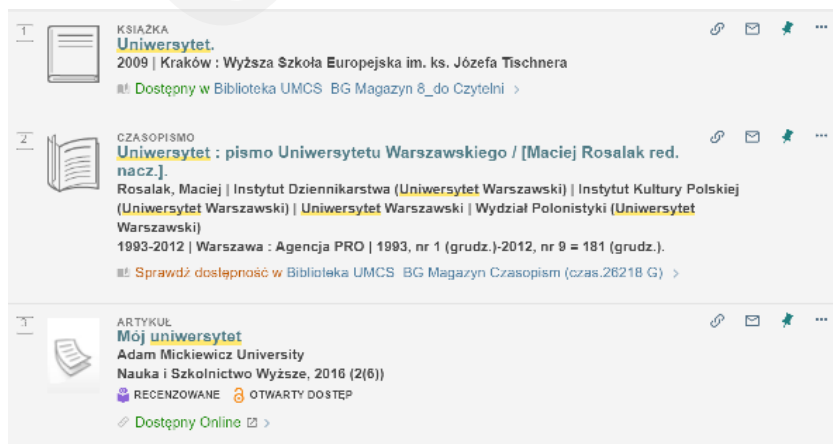 1
KSIĄŻKA
Uniwersytet.
2009 | Kraków : Wyższa Szkoła Europejska im. ks. Józefa Tischnera
Dostępny w Biblioteka UMCS BG Magazyn 8_do Czytelni >
2
CZASOPISMO
Uniwersytet : pismo Uniwersytetu Warszawskiego / [Maciej Rosalak red.
nacz.].
Rosalak, Maciej | Instytut Dziennikarstwa (Uniwersytet Warszawski) | Instytut Kultury Polskiej
(Uniwersytet Warszawski) | Uniwersytet Warszawski | Wydział Polonistyki (Uniwersytet
Warszawski)
1993-2012 | Warszawa : Agencja PRO | 1993, nr 1 (grudz.)-2012, nr 9 = 181 (grudz.).
Sprawdź dostępność w Biblioteka UMCS BG Magazyn Czasopism (czas.26218 G) >
3
ARTYKUŁ
Mój uniwersytet
Adam Mickiewicz University
Nauka i Szkolnictwo Wyższe, 2016 (2(6))
RECENZOWANE OTWARTY DOSTĘP
Dostępny Online >